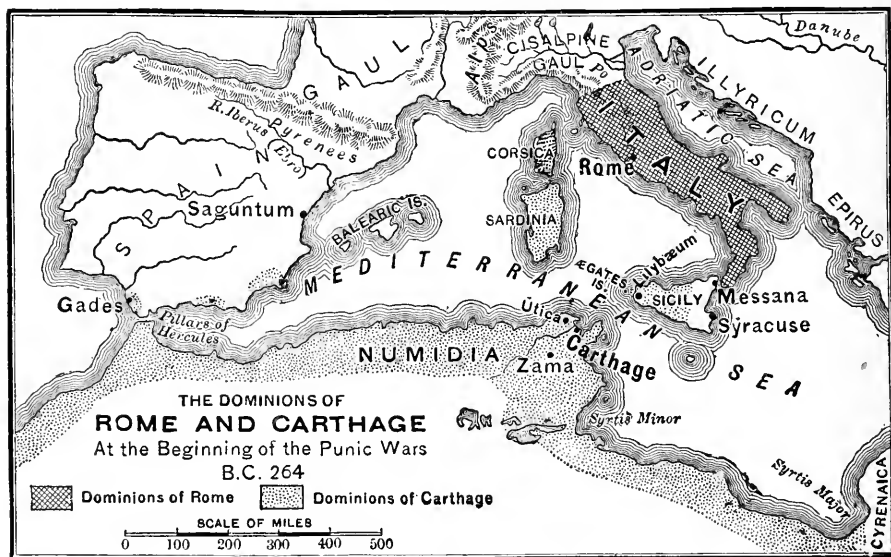 Danube
GAUL
Alps
CISALPINE
GAUL
Po
ADRIATIC SEA
ILLYRICUM
R. Iberus (Ebro)
Pyrenees
SPAIN
CORSICA
Rome
ITALY
Saguntum
BALEARIC IS.
SARDINIA
EPIRUS
MEDITERRANEAN SEA
ÆGATES
IS.
Lilybæum
SICILY
Messana
Syracuse
Gades
Pillars of
Hercules
Utica
Carthage
NUMIDIA
Zama
THE DOMINIONS OF
ROME AND CARTHAGE
At the Beginning of the Punic Wars
B.C. 264
Dominions of Rome
Dominions of Carthage
SCALE OF MILES
0 100 200 300 400 500
Syrtis Minor
Syrtis Major
CYRENAICA